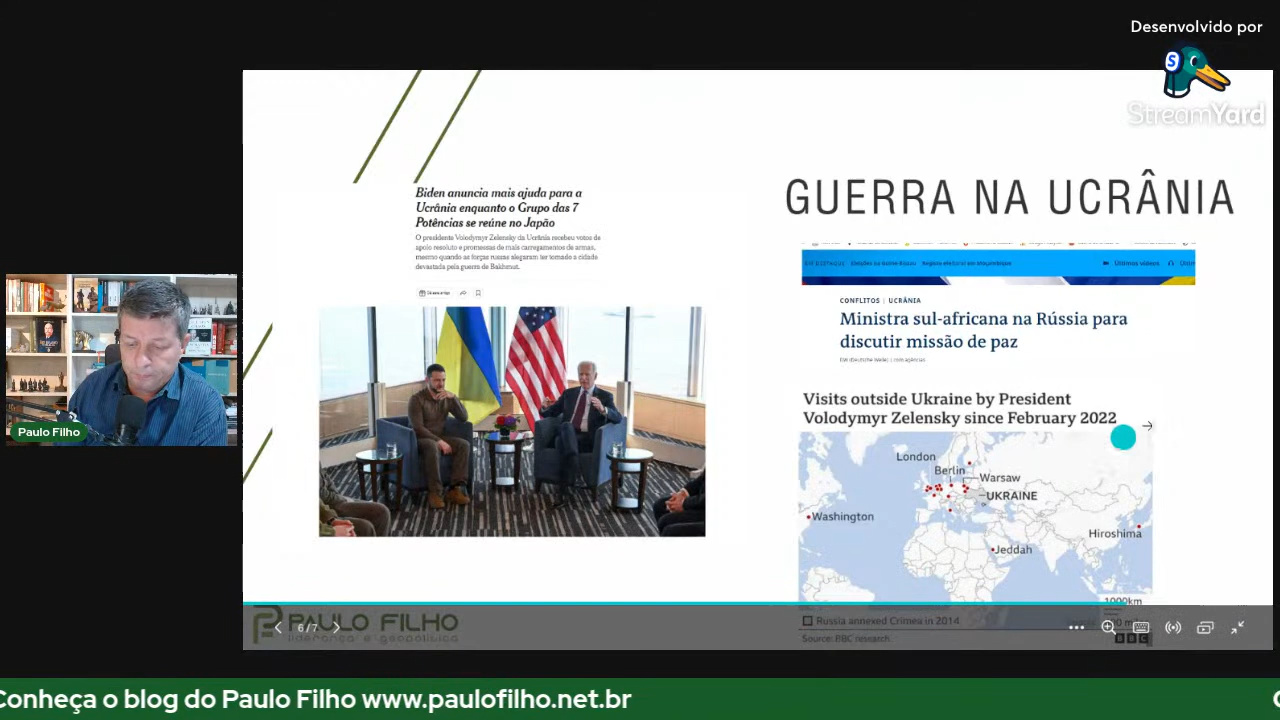 Desenvolvido por
StreamYard
Biden anuncia mais ajuda para a
Ucrânia enquanto o Grupo das 7
Potências se reúne no Japão
O presidente Volodymyr Zelensky da Ucrânia recebeu votos de
apoio resoluto e promessas de mais carregamentos de armas,
mesmo quando as forças russas alegaram ter tomado a cidade
devastada pela guerra de Bakhmut.
GUERRA NA UCRÂNIA
Últimos vídeos
CONFLITOS | UCRÂNIA
Ministra sul-africana na Rússia para
discutir missão de paz
Visits outside Ukraine by President
Volodymyr Zelensky since February 2022
London
Berlin
Warsaw
UKRAINE
Washington
Hiroshima
Jeddah
1000km
Russia annexed Crimea in 2014
Source: BBC research
BBC
PAULO FILHO
liderança e geopolítica
6/7
Paulo Filho
Conheça o blog do Paulo Filho www.paulofilho.net.br